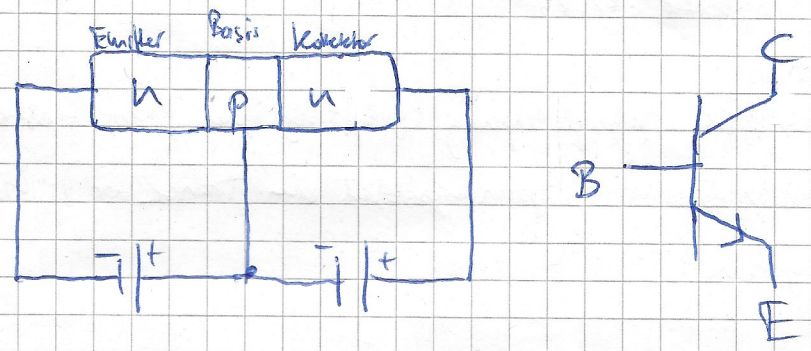 Emitter Basis Kollektor
n p n
C
B
- + - +
E